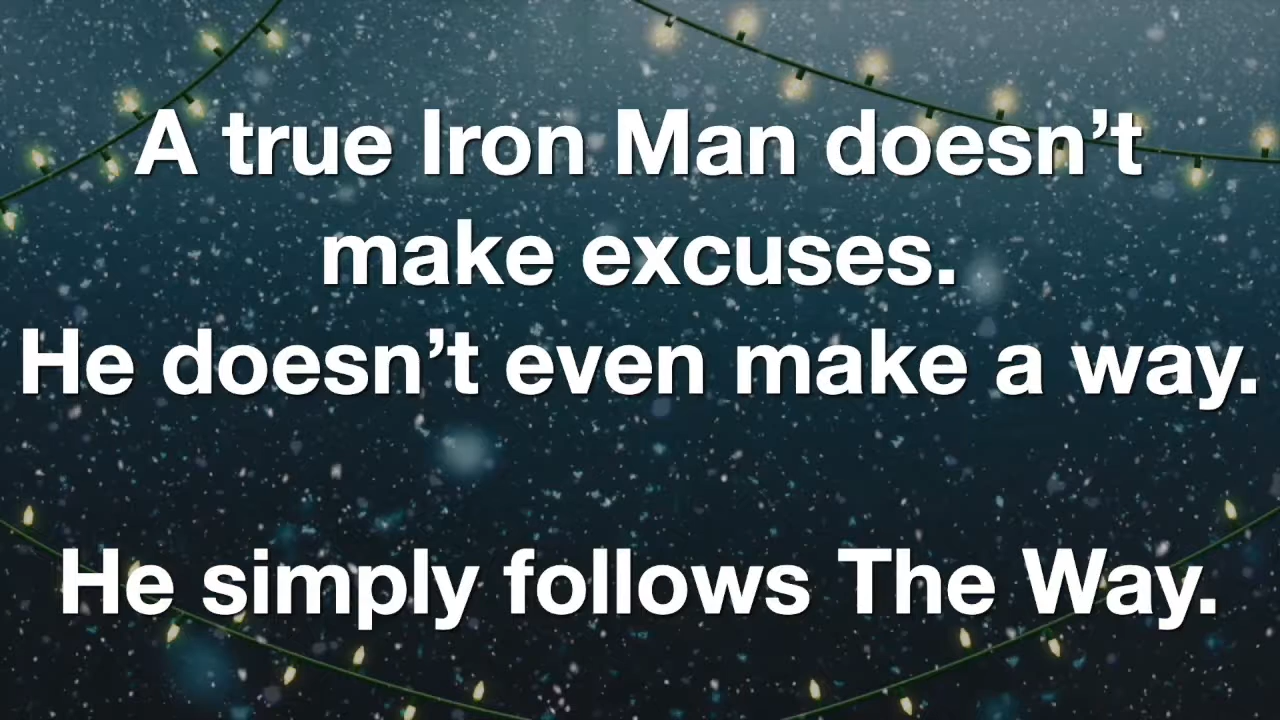 A true Iron Man doesn’t
make excuses.
He doesn’t even make a way.
He simply follows The Way.